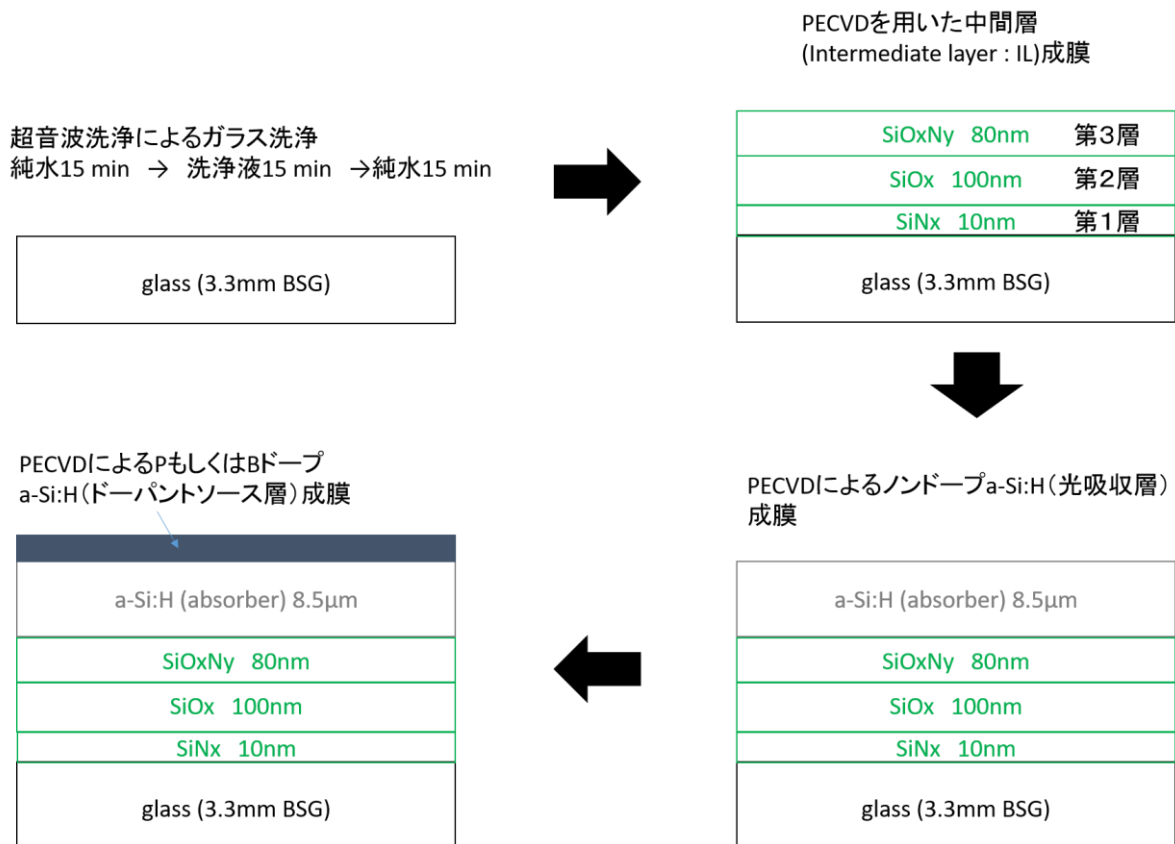 超音波洗浄によるガラス洗浄
純水15 min → 洗浄液15 min →純水15 min
glass (3.3mm BSG)
PECVDを用いた中間層
(Intermediate layer : IL)成膜
SiOxNy 80nm 第3層
SiOx 100nm 第2層
SiNx 10nm 第1層
glass (3.3mm BSG)
PECVDによるノンドープa-Si:H(光吸収層)
成膜
a-Si:H (absorber) 8.5μm
SiOxNy 80nm
SiOx 100nm
SiNx 10nm
glass (3.3mm BSG)
PECVDによるPもしくはBドープ
a-Si:H(ドーパントソース層)成膜
a-Si:H (absorber) 8.5μm
SiOxNy 80nm
SiOx 100nm
SiNx 10nm
glass (3.3mm BSG)